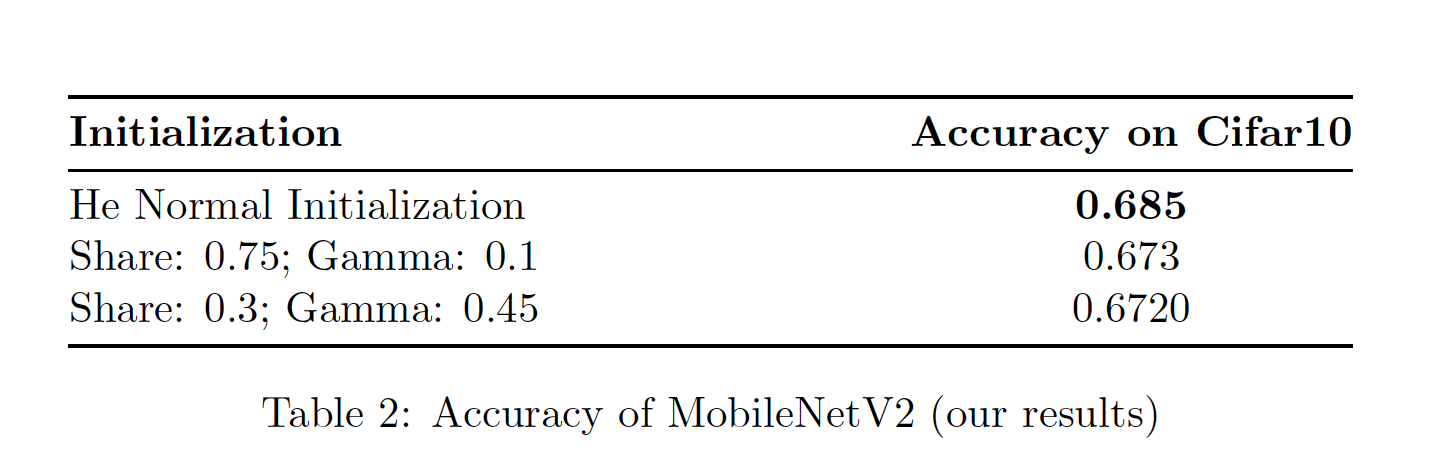 Initialization Accuracy on Cifar10
He Normal Initialization 0.685
Share: 0.75; Gamma: 0.1 0.673
Share: 0.3; Gamma: 0.45 0.6720
Table 2: Accuracy of MobileNetV2 (our results)